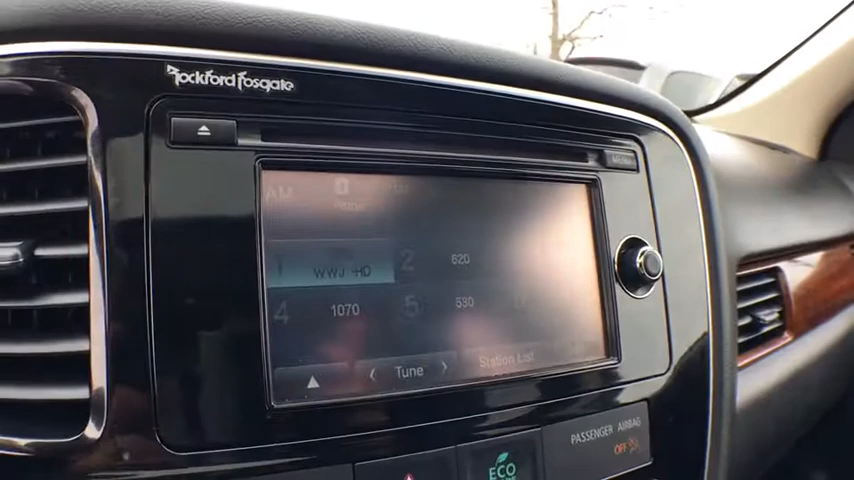 Rockford Fosgate
MENU
AM
1 WWJ-HD 2 620
4 1070 5 530
Tune
Station List
PASSENGER AIRBAG
OFF
ECO